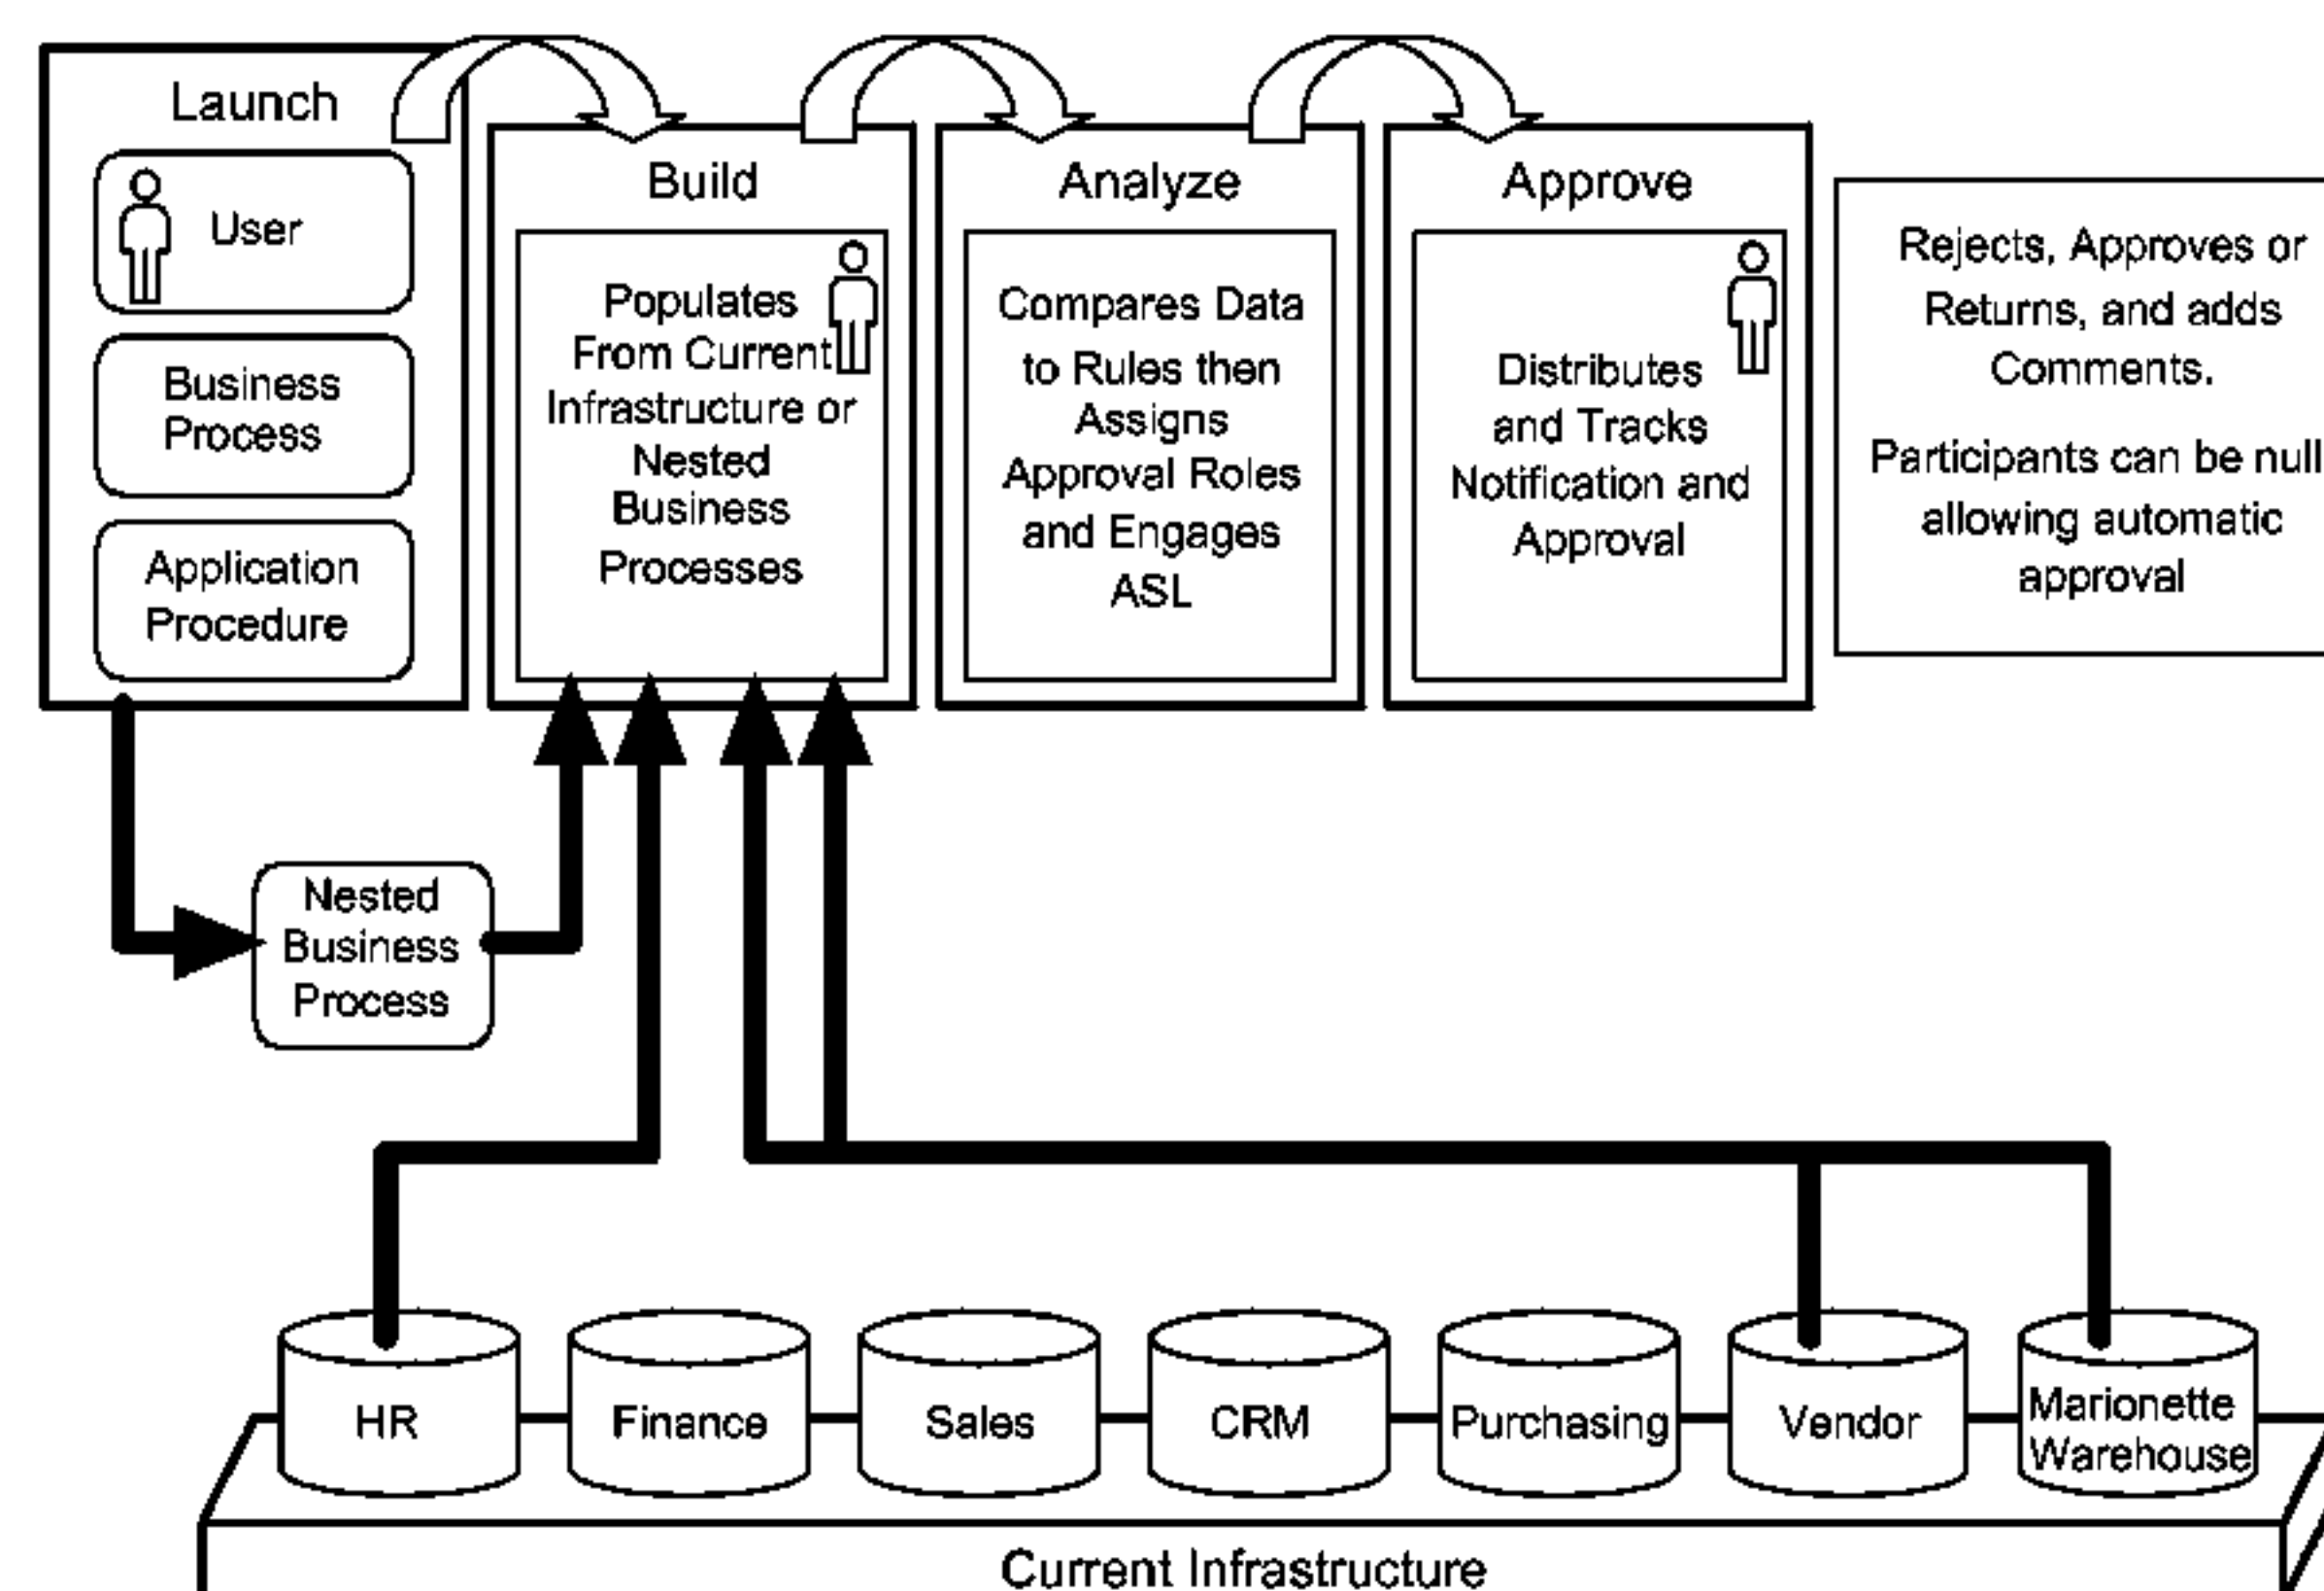 Launch
User
Business
Process
Application
Procedure
Build
Populates
From Current
Infrastructure or
Nested
Business
Processes
Analyze
Compares Data
to Rules then
Assigns
Approval Roles
and Engages
ASL
Approve
Distributes
and Tracks
Notification and
Approval
Rejects, Approves or
Returns, and adds
Comments.
Participants can be null
allowing automatic
approval
Nested
Business
Process
HR
Finance
Sales
CRM
Purchasing
Vendor
Marionette
Warehouse
Current Infrastructure